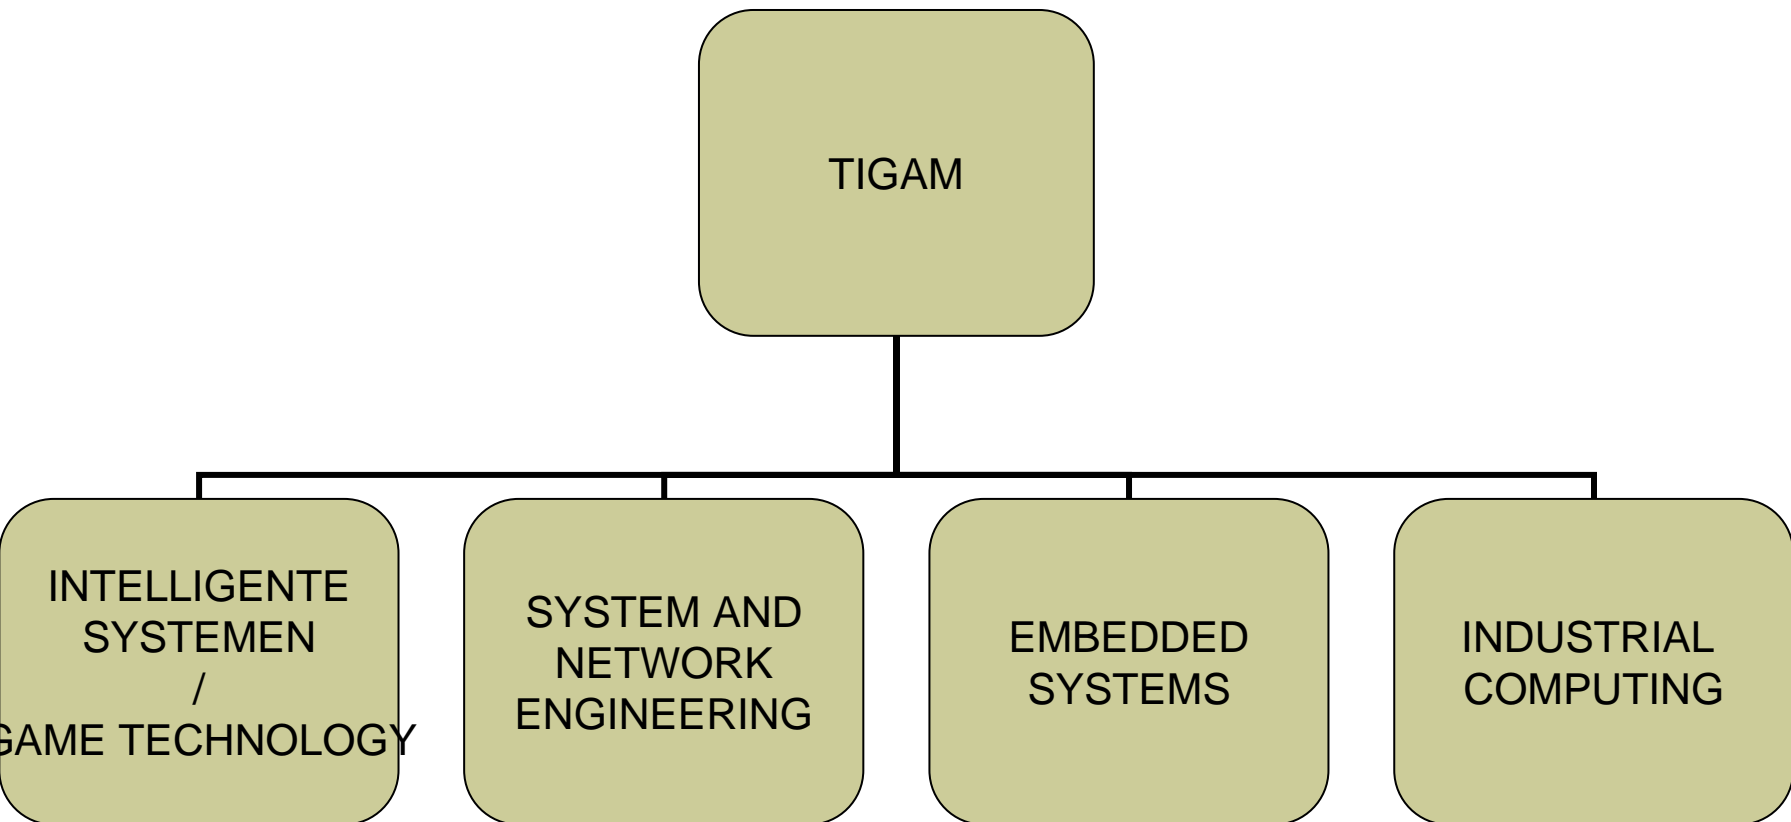 TIGAM
INTELLIGENTE
SYSTEMEN
/
GAME TECHNOLOGY
SYSTEM AND
NETWORK
ENGINEERING
EMBEDDED
SYSTEMS
INDUSTRIAL
COMPUTING